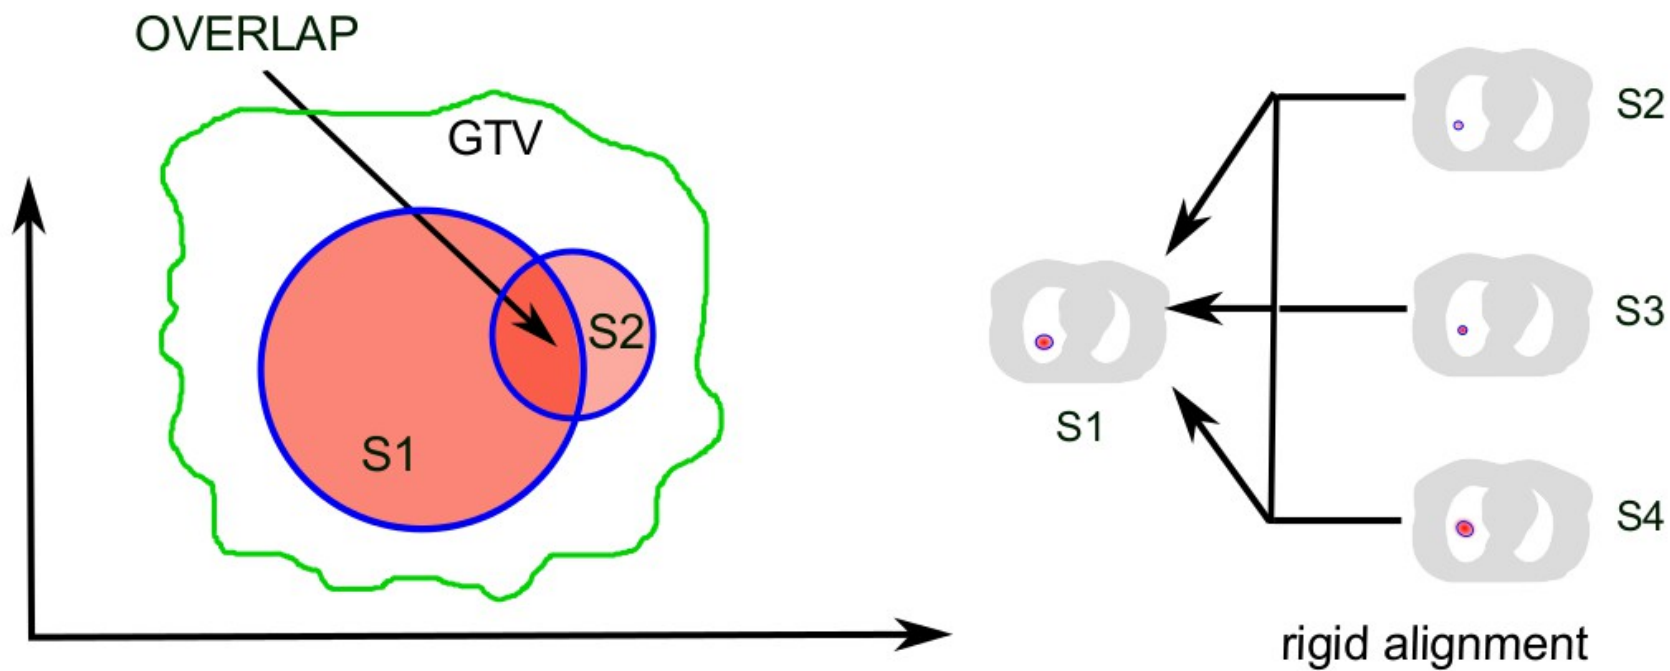 OVERLAP
GTV
S2
S1
S2
S3
S1
S4
rigid alignment